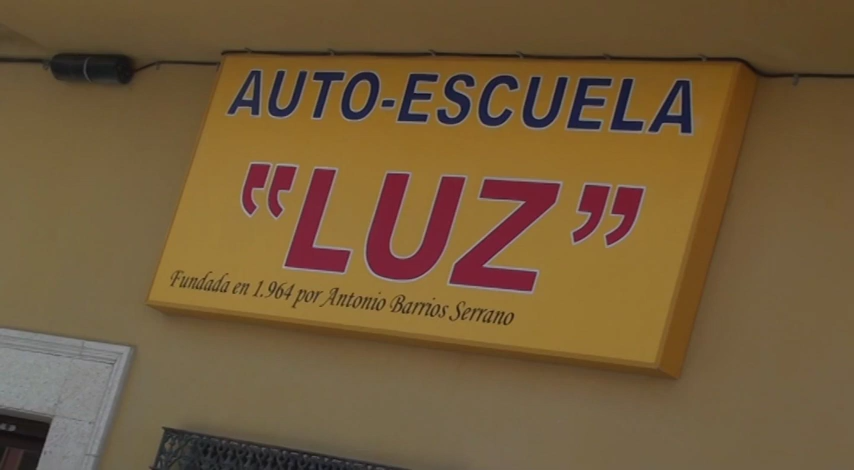 AUTO-ESCUELA
“LUZ”
Fundada en 1.964 por Antonio Barrios Serrano